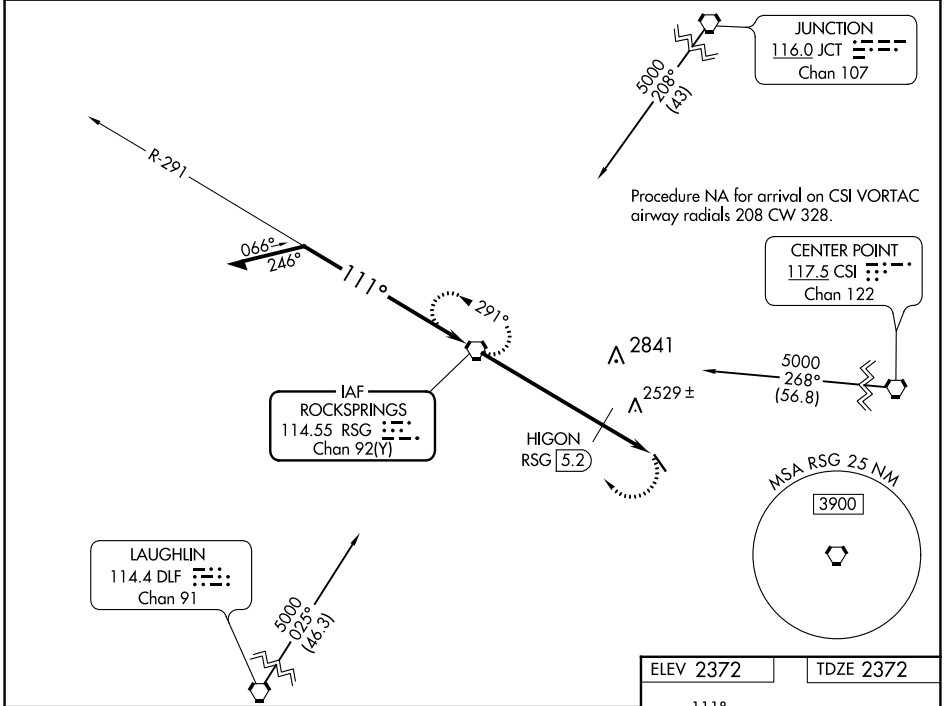 JUNCTION
116.0 JCT
Chan 107
5000
208°
(43)
R-291
Procedure NA for arrival on CSI VORTAC
airway radials 208 CW 328.
066°
246°
111°
CENTER POINT
117.5 CSI
Chan 122
291°
2841
5000
268°
(56.8)
2529 ±
IAF
ROCKSPRINGS
114.55 RSG
Chan 92(Y)
HIGON
RSG 5.2
MSA RSG 25 NM
3900
LAUGHLIN
114.4 DLF
Chan 91
5000
025°
(46.3)
ELEV 2372
TDZE 2372
111°